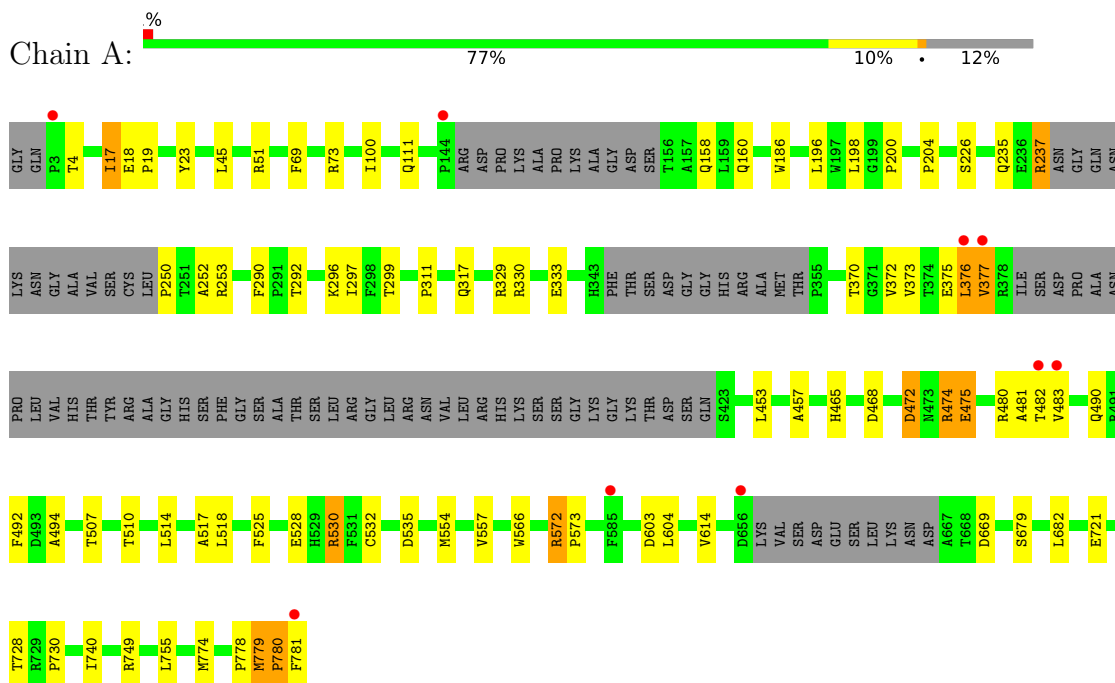 .%
Chain A: 77% 10% • 12%
GLY GLN P3 T4 I17 E18 P19 Y23 L45 R51 F69 R73 I100 Q111 P144 ARG ASP PRO LYS ALA PRO LYS ALA GLY ASP SER T156 A157 Q158 L159 Q160 W186 L196 W197 L198 G199 P200 P204 S226 Q235 E236 R237 ASN GLY GLN ASN
LYS ASN GLY ALA VAL SER CYS LEU P250 T251 A252 R253 F290 P291 T292 K296 I297 F298 T299 P311 Q317 R329 R330 E333 H343 PHE THR SER ASP GLY GLY HIS ARG ALA MET THR P355 T370 G371 V372 V373 T374 E375 L376 V377 R378 ILE SER ASP PRO ALA ASN
PRO LEU VAL HIS THR TYR ARG ALA GLY HIS SER PHE GLY SER ALA THR SER LEU ARG GLY LEU ARG ASN VAL LEU ARG HIS LYS SER SER GLY LYS GLY LYS THR ASP SER GLN S423 L453 A457 H465 D468 D472 N473 R474 E475 R480 A481 T482 V483 Q490 R491
F492 D493 A494 T507 T510 L514 A517 L518 F525 E528 H529 R530 F531 C532 D535 M554 V557 W566 R572 P573 F585 D603 L604 V614 D656 LYS VAL SER ASP GLU SER LEU LYS ASN ASP A667 T668 D669 S679 L682 E721
T728 R729 P730 I740 R749 L755 M774 P778 M779 P780 F781